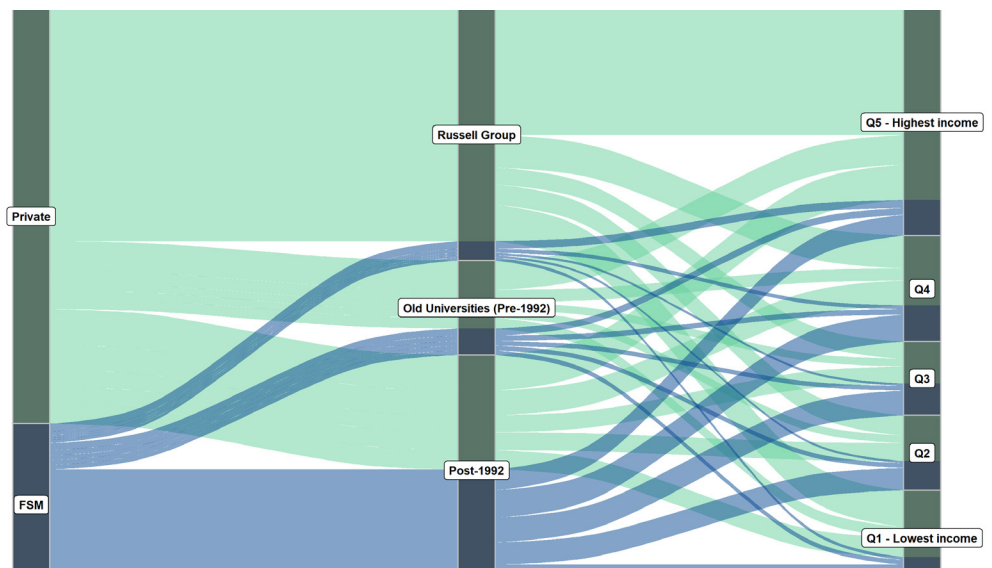 Private
FSM
Russell Group
Old Universities (Pre-1992)
Post-1992
Q5 - Highest income
Q4
Q3
Q2
Q1 - Lowest income